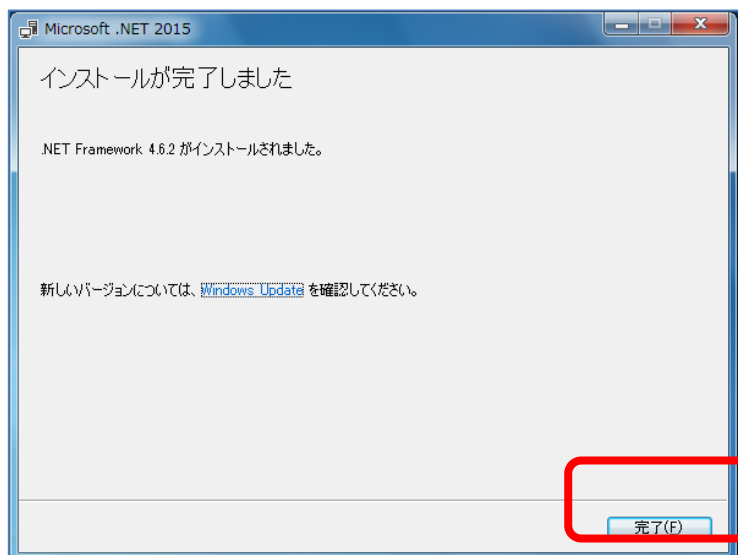 Microsoft .NET 2015
インストールが完了しました
.NET Framework 4.6.2 がインストールされました。
新しいバージョンについては、Windows Update を確認してください。
完了(F)